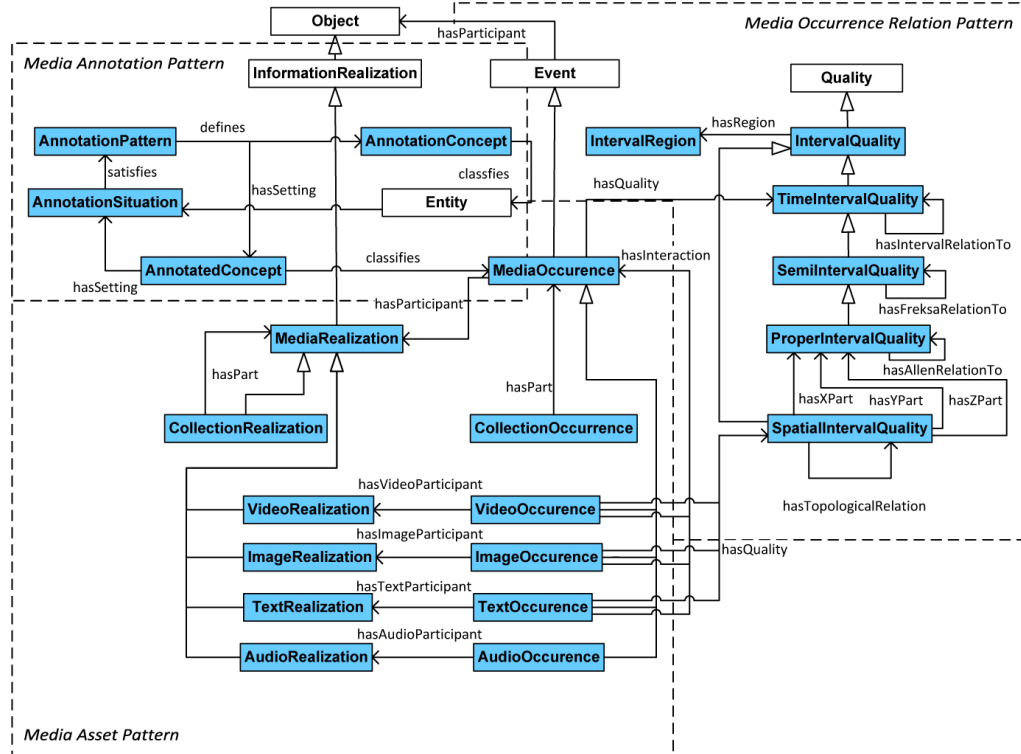 Object
hasParticipant
Media Occurrence Relation Pattern
Media Annotation Pattern
InformationRealization
Event
Quality
defines
hasRegion
AnnotationPattern
AnnotationConcept
IntervalRegion
IntervalQuality
satisfies
classfies
hasSetting
hasQuality
AnnotationSituation
Entity
TimeIntervalQuality
hasIntervalRelationTo
classifies
hasInteraction
AnnotatedConcept
MediaOccurence
SemiIntervalQuality
hasSetting
hasParticipant
hasFreksaRelationTo
MediaRealization
ProperIntervalQuality
hasPart
hasAllenRelationTo
hasPart
hasXPart
hasYPart
hasZPart
CollectionRealization
CollectionOccurrence
SpatialIntervalQuality
hasVideoParticipant
VideoRealization
VideoOccurence
hasTopologicalRelation
hasImageParticipant
ImageRealization
ImageOccurence
hasQuality
hasTextParticipant
TextRealization
TextOccurence
hasAudioParticipant
AudioRealization
AudioOccurence
Media Asset Pattern